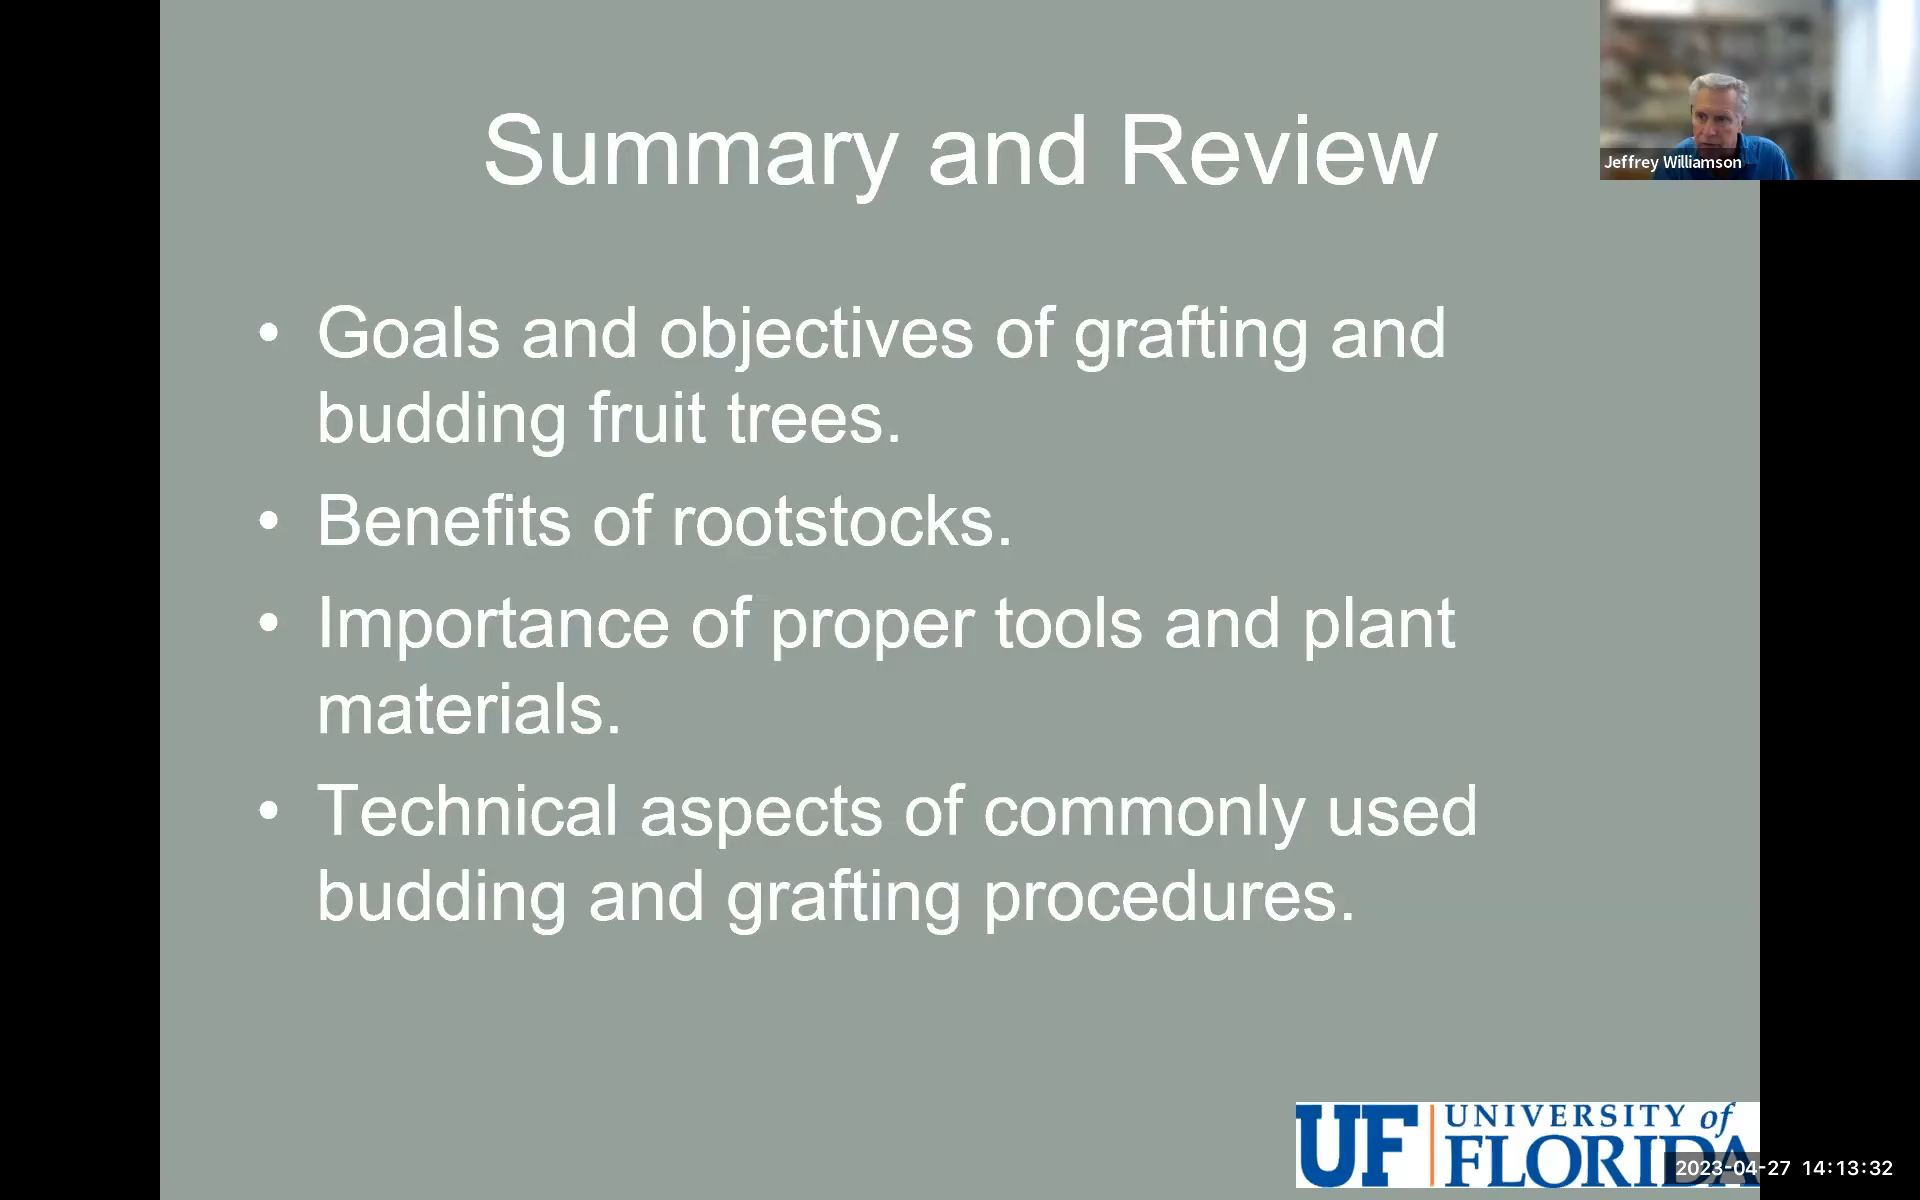 Summary and Review
Jeffrey Williamson
• Goals and objectives of grafting and
budding fruit trees.
• Benefits of rootstocks.
• Importance of proper tools and plant
materials.
• Technical aspects of commonly used
budding and grafting procedures.
UF
UNIVERSITY of
FLORIDA
2023-04-27 14:13:32